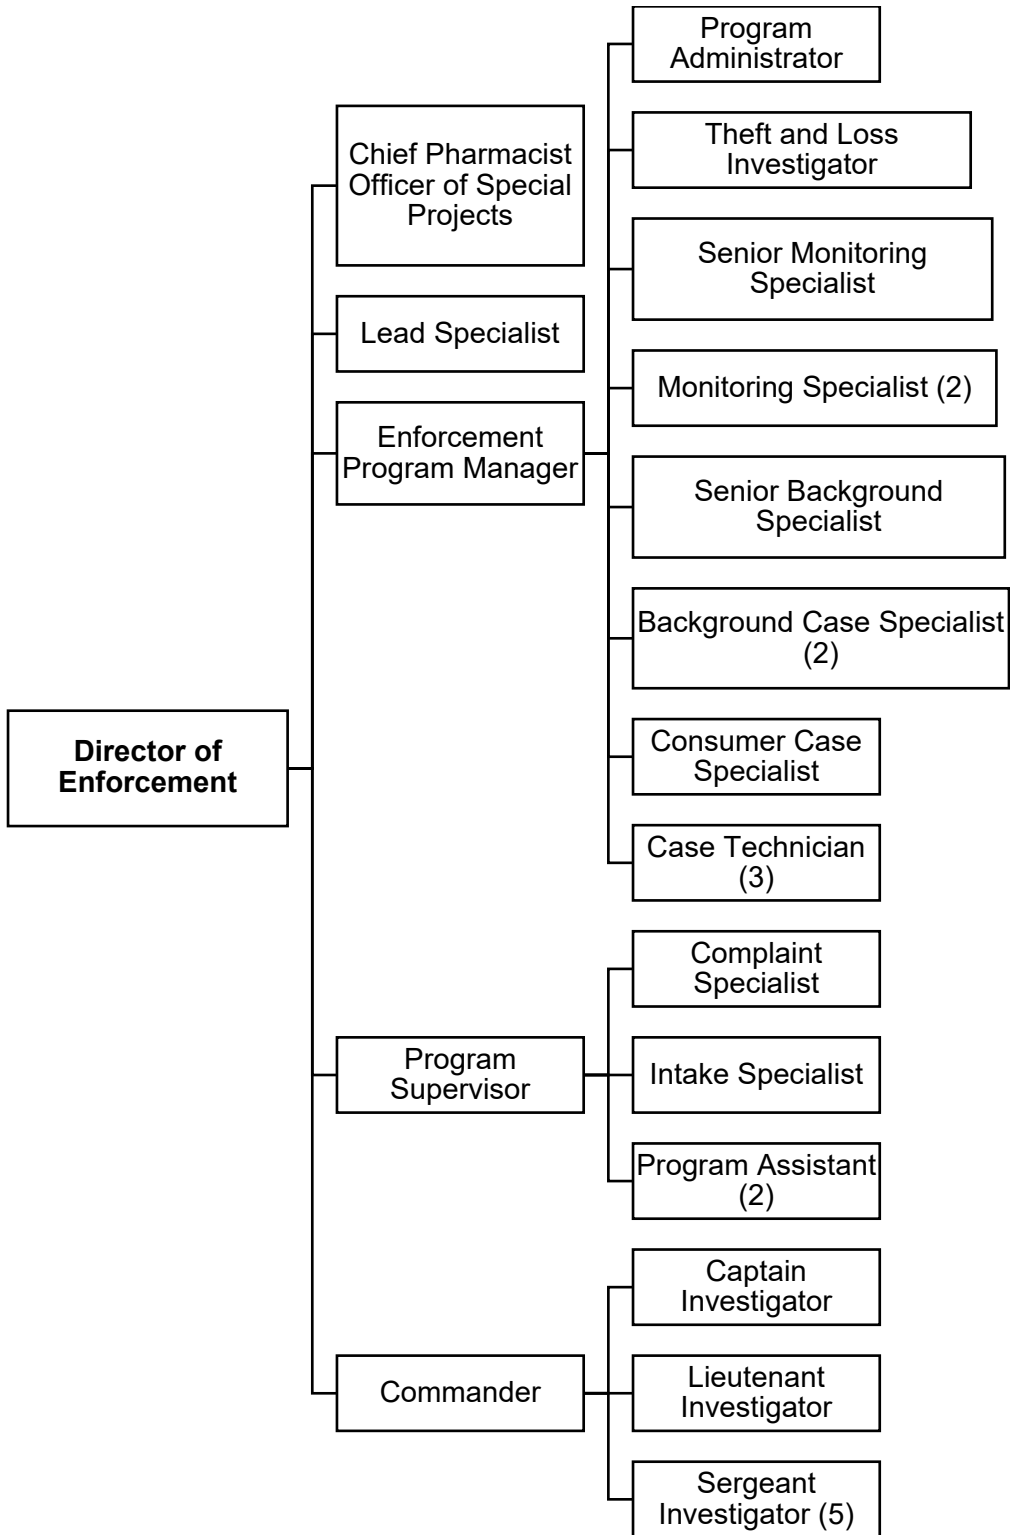 Program
Administrator
Theft and Loss
Investigator
Chief Pharmacist
Officer of Special
Projects
Senior Monitoring
Specialist
Lead Specialist
Monitoring Specialist (2)
Enforcement
Program Manager
Senior Background
Specialist
Background Case Specialist
(2)
Director of
Enforcement
Consumer Case
Specialist
Case Technician
(3)
Complaint
Specialist
Program
Supervisor
Intake Specialist
Program Assistant
(2)
Captain
Investigator
Commander
Lieutenant
Investigator
Sergeant
Investigator (5)